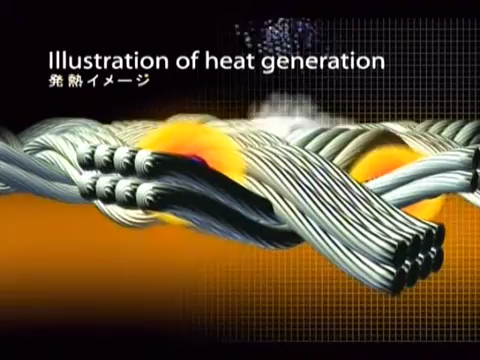 Illustration of heat generation
発熱イメージ